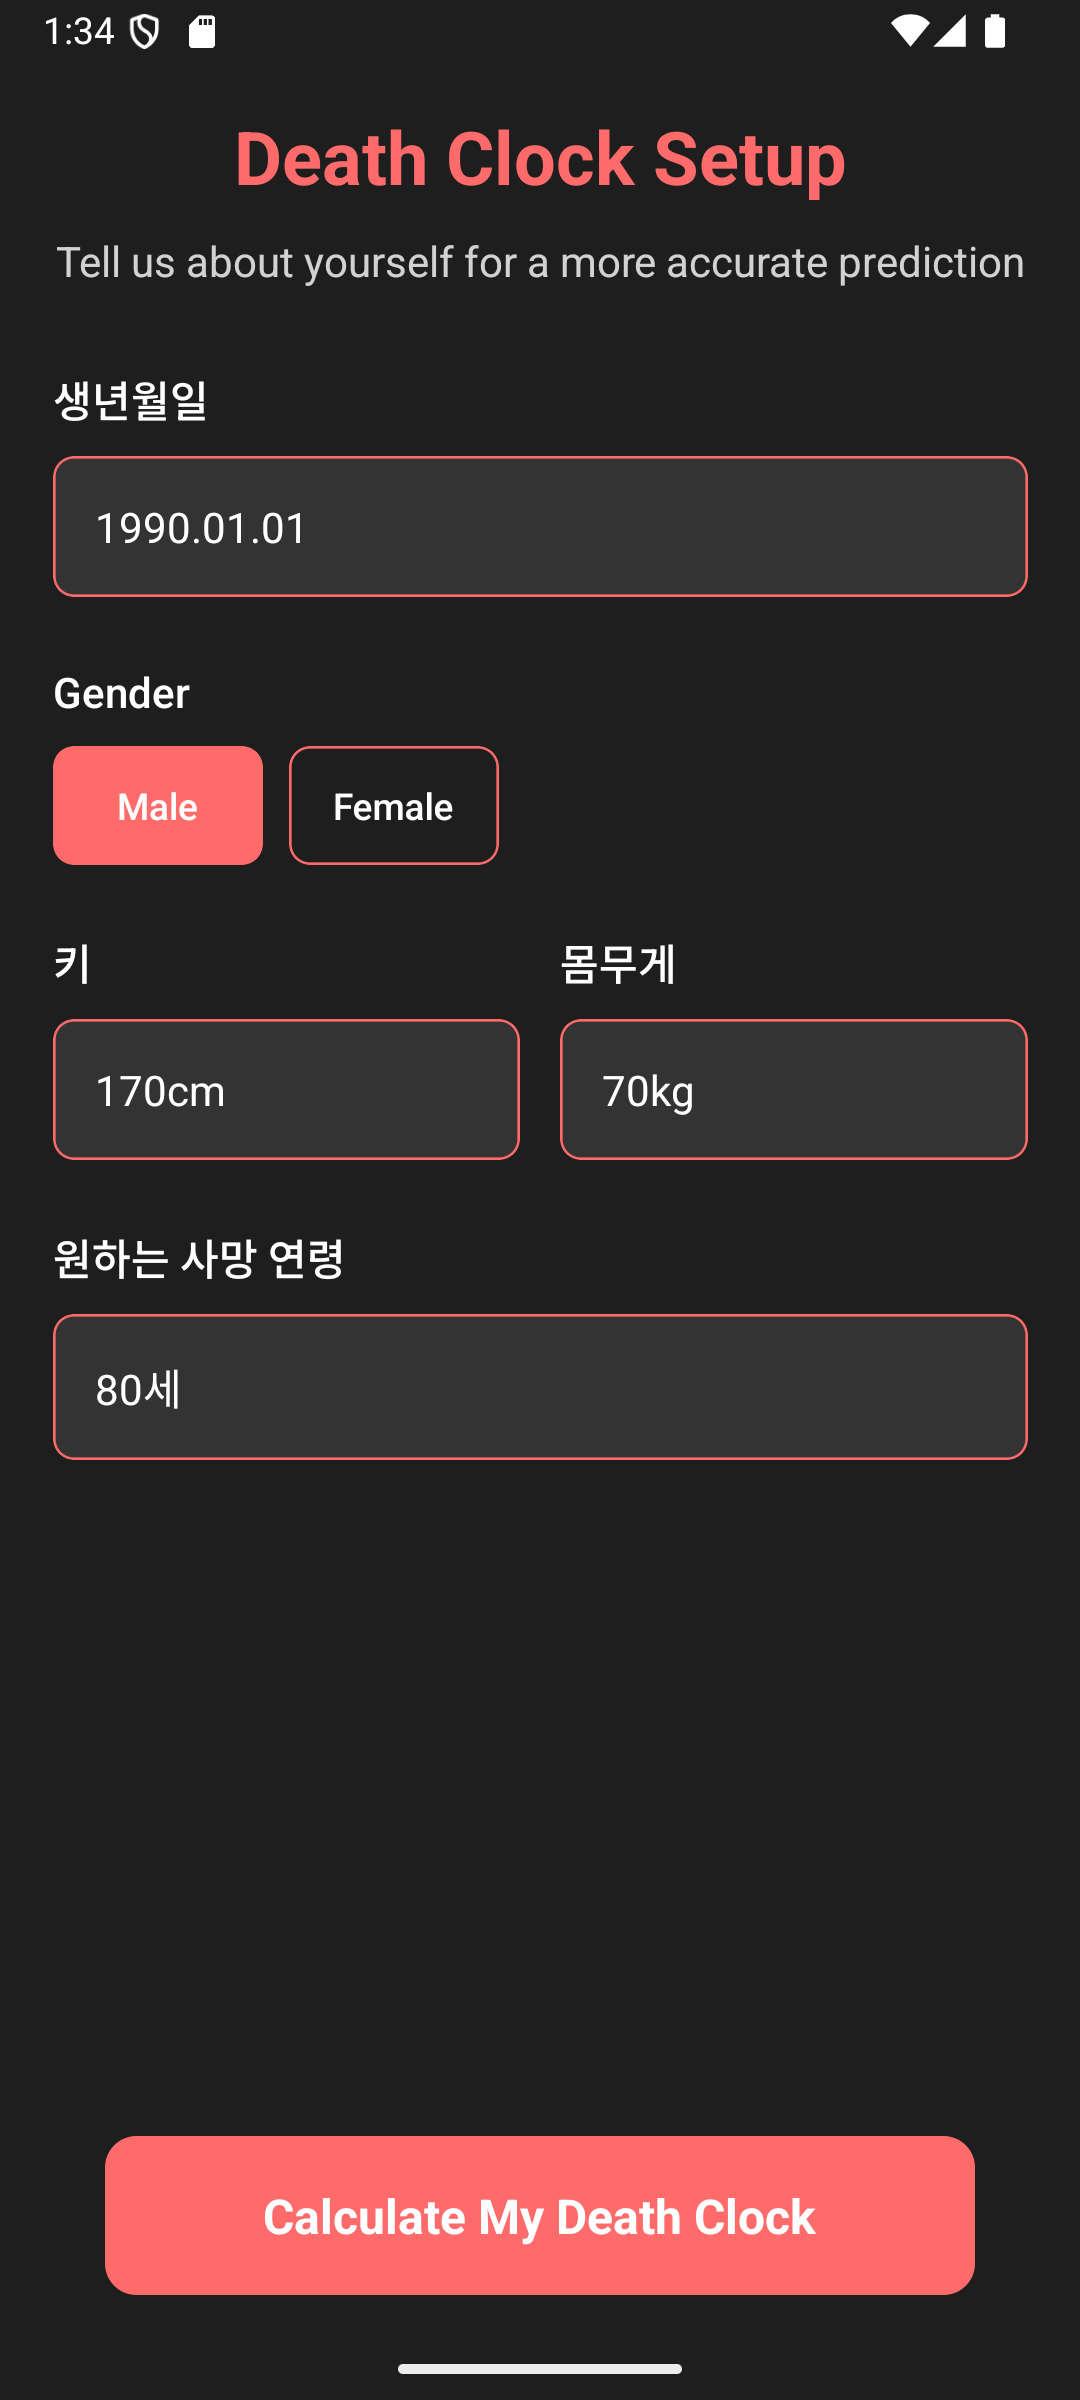 1:34
Death Clock Setup
Tell us about yourself for a more accurate prediction
생년월일
1990.01.01
Gender
Male Female
키 몸무게
170cm 70kg
원하는 사망 연령
80세
Calculate My Death Clock